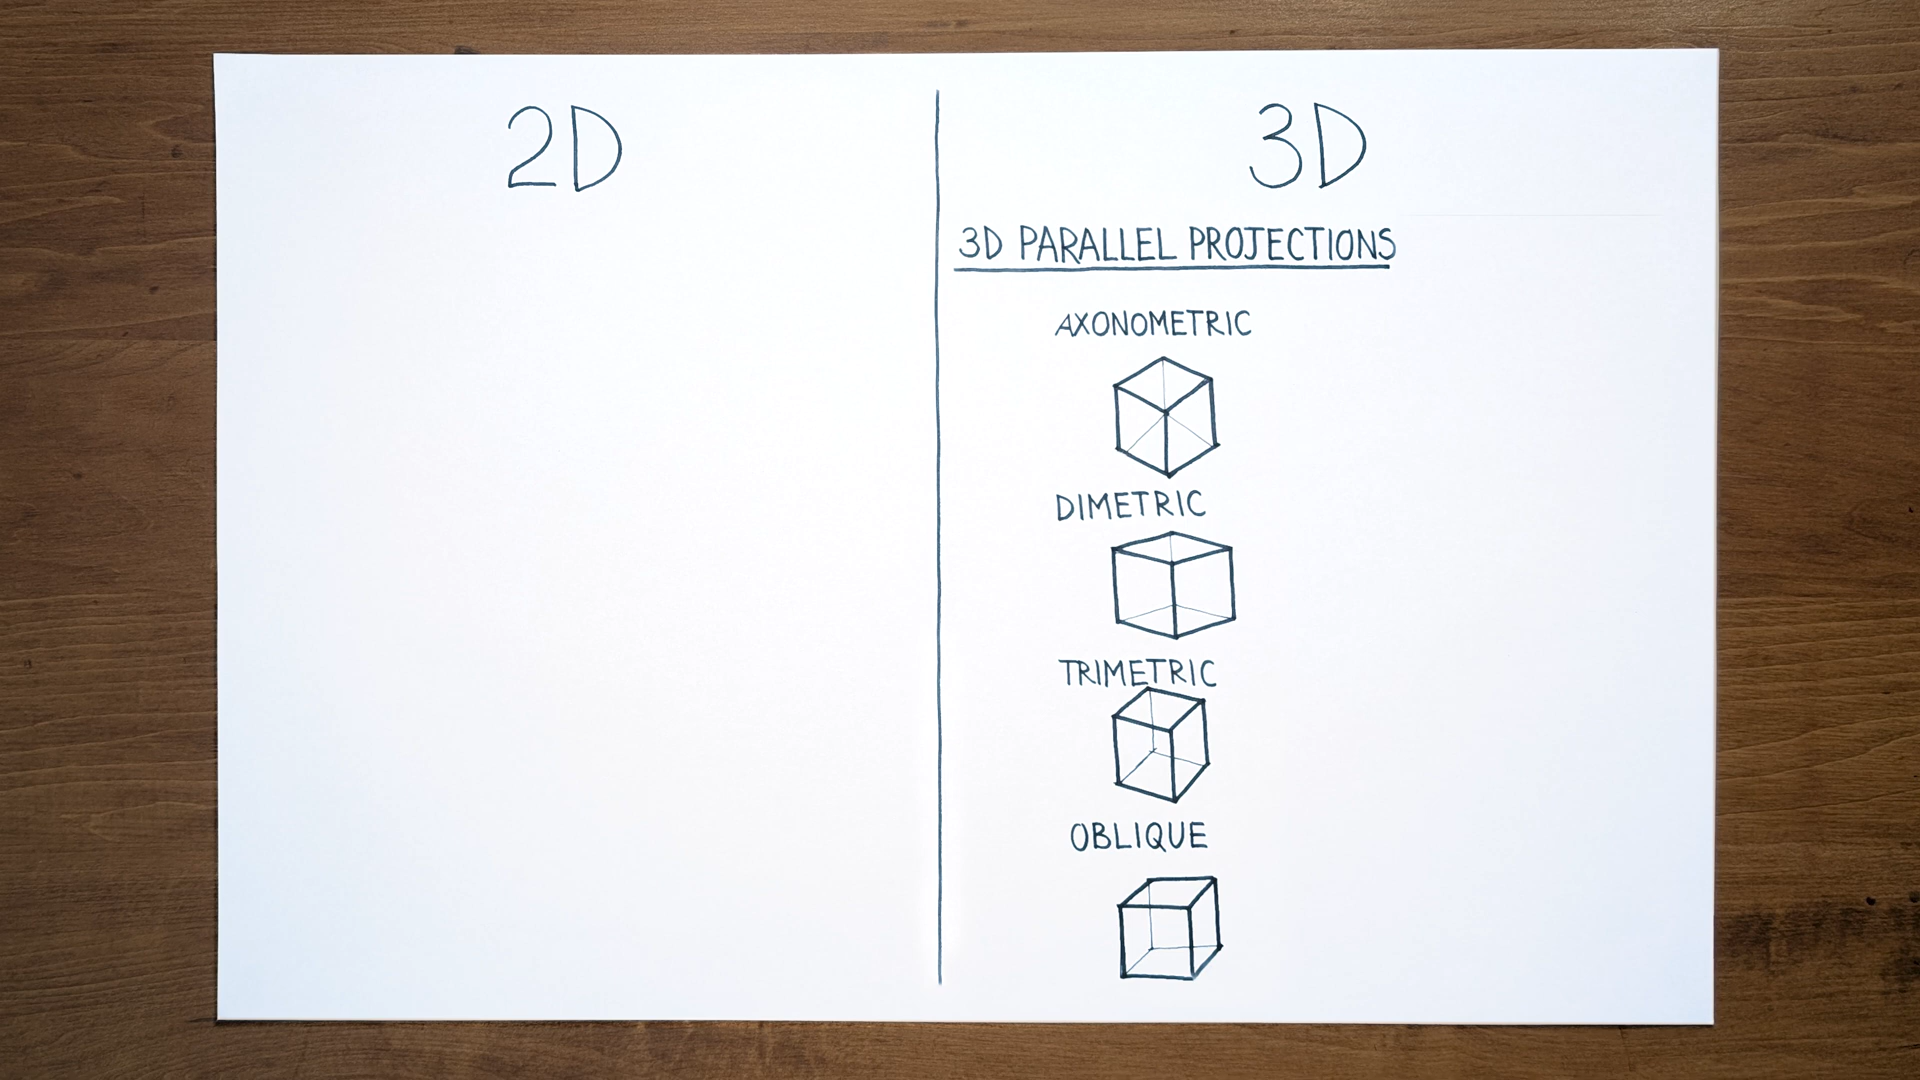 2D
3D
3D PARALLEL PROJECTIONS
AXONOMETRIC
DIMETRIC
TRIMETRIC
OBLIQUE